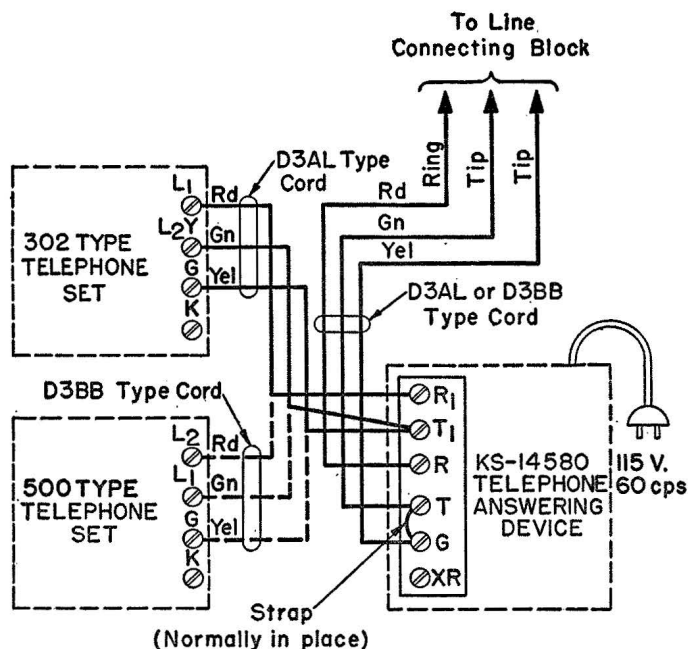 To Line
Connecting Block
Ring
Tip
Tip
D3AL Type
Cord
Rd
Gn
Yel
L1
Rd
L2Y
Gn
G
Yel
K
302 TYPE
TELEPHONE
SET
D3AL or D3BB
Type Cord
D3BB Type Cord
L2
Rd
L1
Gn
G
Yel
K
500 TYPE
TELEPHONE
SET
R1
T1
R
T
G
XR
KS-14580
TELEPHONE
ANSWERING
DEVICE
115 V.
60 cps
Strap
(Normally in place)